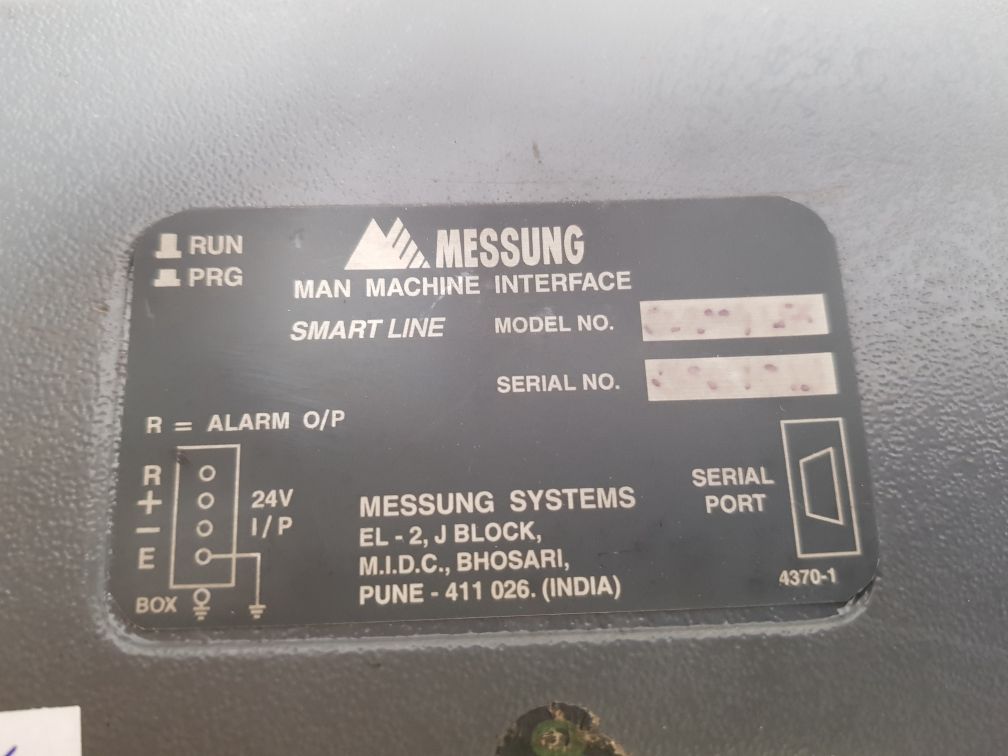 RUN
PRG
MESSUNG
MAN MACHINE INTERFACE
SMART LINE
MODEL NO.
SERIAL NO.
R = ALARM O/P
R
+
−
E
24V
I/P
BOX
MESSUNG SYSTEMS
EL - 2, J BLOCK,
M.I.D.C., BHOSARI,
PUNE - 411 026. (INDIA)
SERIAL
PORT
4370-1